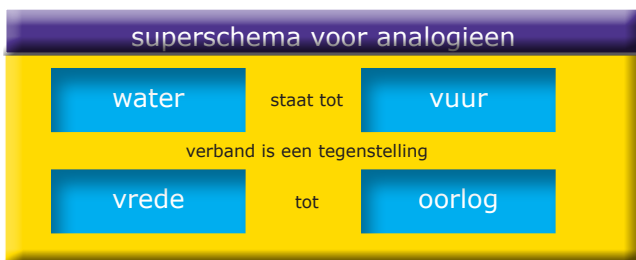 superschema voor analogieen
water staat tot vuur
verband is een tegenstelling
vrede tot oorlog